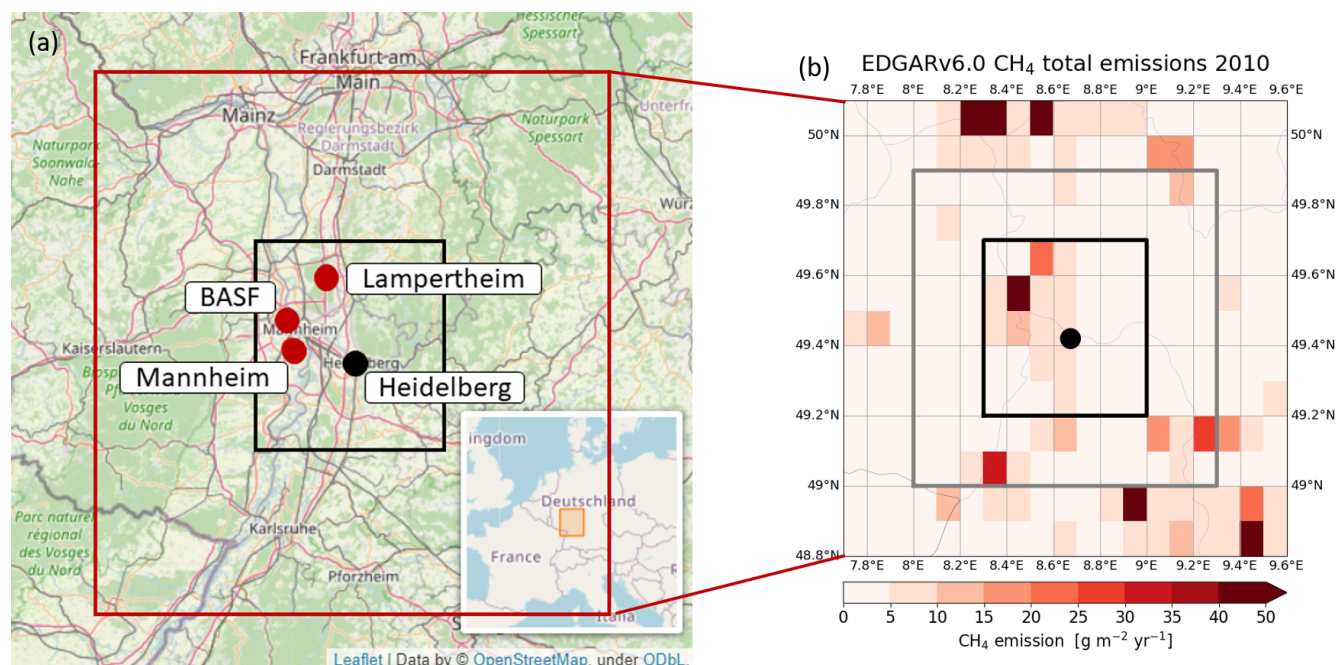 (a)
Hessischer
Spessart
Frankfurt am
Main
Mainz
Unterfra
Regierungsbezirk
Darmstadt
Naturpark
Spessart
Naturpark
Soonwald-
Nahe
Darmstadt
Würz
Lampertheim
BASF
Mannheim
Kaiserslautern
Mannheim
Heidelberg
Heidelberg
Vosges
du Nord
Karlsruhe
Parc naturel
régional
des Vosges
du Nord
Pforzheim
ingdom
Deutschland
France
Italia
Leaflet | Data by © OpenStreetMap, under ODbL.
(b)
EDGARv6.0 CH₄ total emissions 2010
7.8°E 8°E 8.2°E 8.4°E 8.6°E 8.8°E 9°E 9.2°E 9.4°E 9.6°E
50°N 50°N
49.8°N 49.8°N
49.6°N 49.6°N
49.4°N 49.4°N
49.2°N 49.2°N
49°N 49°N
48.8°N 48.8°N
7.8°E 8°E 8.2°E 8.4°E 8.6°E 8.8°E 9°E 9.2°E 9.4°E 9.6°E
0 5 10 15 20 25 30 35 40 50
CH₄ emission [g m⁻² yr⁻¹]